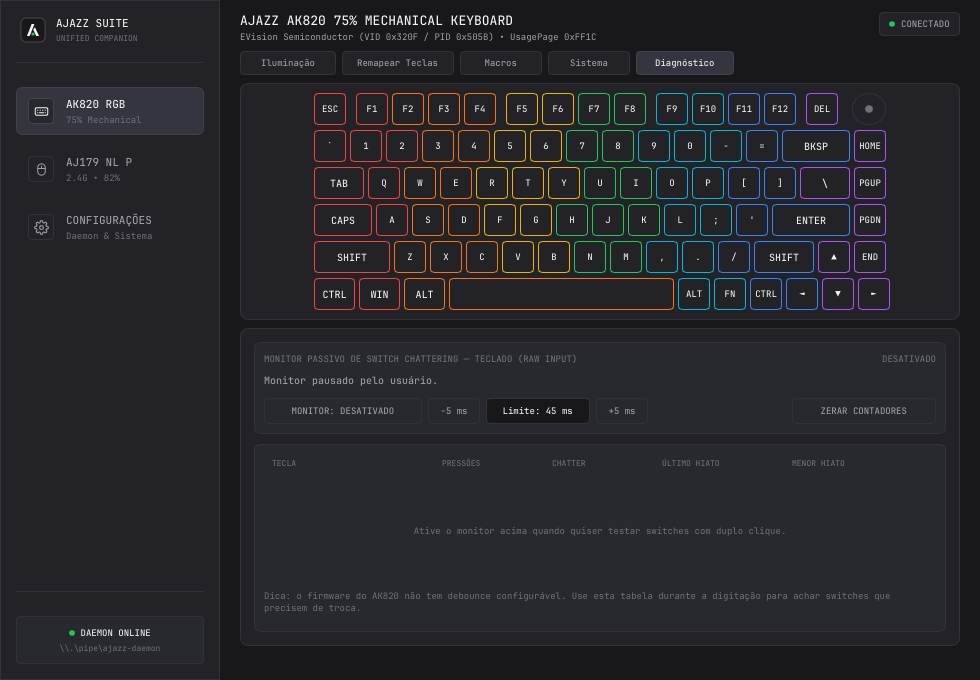 AJAZZ SUITE
UNIFIED COMPANION
AK820 RGB
75% Mechanical
AJ179 NL P
2.4G • 82%
CONFIGURAÇÕES
Daemon & Sistema
DAEMON ONLINE
\\.\pipe\ajazz-daemon
AJAZZ AK820 75% MECHANICAL KEYBOARD
EVision Semiconductor (VID 0x320F / PID 0x505B) • UsagePage 0xFF1C
CONECTADO
Iluminação Remapear Teclas Macros Sistema Diagnóstico
ESC F1 F2 F3 F4 F5 F6 F7 F8 F9 F10 F11 F12 DEL
` 1 2 3 4 5 6 7 8 9 0 - = BKSP HOME
TAB Q W E R T Y U I O P [ ] \ PGUP
CAPS A S D F G H J K L ; ' ENTER PGDN
SHIFT Z X C V B N M , . / SHIFT ▲ END
CTRL WIN ALT ALT FN CTRL ◄ ▼ ►
MONITOR PASSIVO DE SWITCH CHATTERING — TECLADO (RAW INPUT) DESATIVADO
Monitor pausado pelo usuário.
MONITOR: DESATIVADO -5 ms Limite: 45 ms +5 ms ZERAR CONTADORES
TECLA PRESSÕES CHATTER ÚLTIMO HIATO MENOR HIATO
Ative o monitor acima quando quiser testar switches com duplo clique.
Dica: o firmware do AK820 não tem debounce configurável. Use esta tabela durante a digitação para achar switches que
precisem de troca.